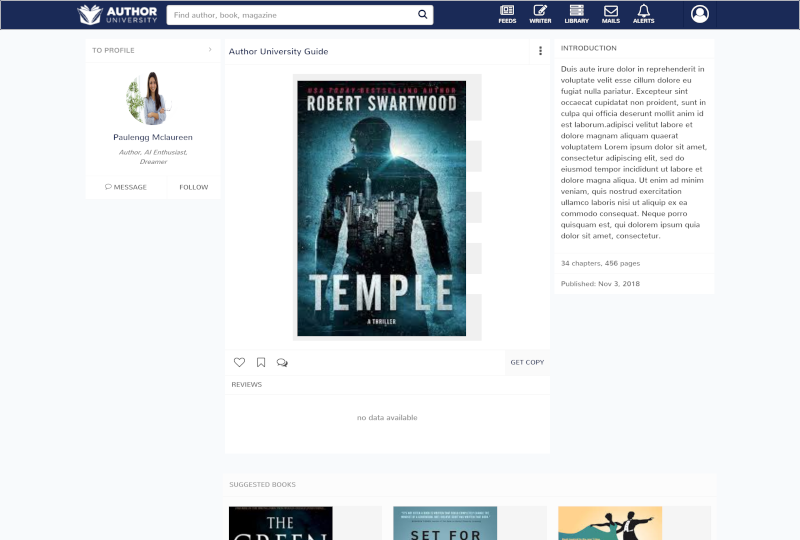 AUTHOR
UNIVERSITY
Find author, book, magazine
FEEDS
WRITER
LIBRARY
MAILS
ALERTS
TO PROFILE
Paulengg Mclaureen
Author, AI Enthusiast,
Dreamer
MESSAGE
FOLLOW
Author University Guide
USA TODAY BESTSELLING AUTHOR
ROBERT SWARTWOOD
TEMPLE
A THRILLER
GET COPY
REVIEWS
no data available
INTRODUCTION
Duis aute irure dolor in reprehenderit in
voluptate velit esse cillum dolore eu
fugiat nulla pariatur. Excepteur sint
occaecat cupidatat non proident, sunt in
culpa qui officia deserunt mollit anim id
est laborum.adipisci velitut labore et
dolore magnam aliquam quaerat
voluptatem Lorem ipsum dolor sit amet,
consectetur adipiscing elit, sed do
eiusmod tempor incididunt ut labore et
dolore magna aliqua. Ut enim ad minim
veniam, quis nostrud exercitation
ullamco laboris nisi ut aliquip ex ea
commodo consequat. Neque porro
quisquam est, qui dolorem ipsum quia
dolor sit amet, consectetur.
34 chapters, 456 pages
Published: Nov 3, 2018
SUGGESTED BOOKS
THE
GREEN
SET FOR